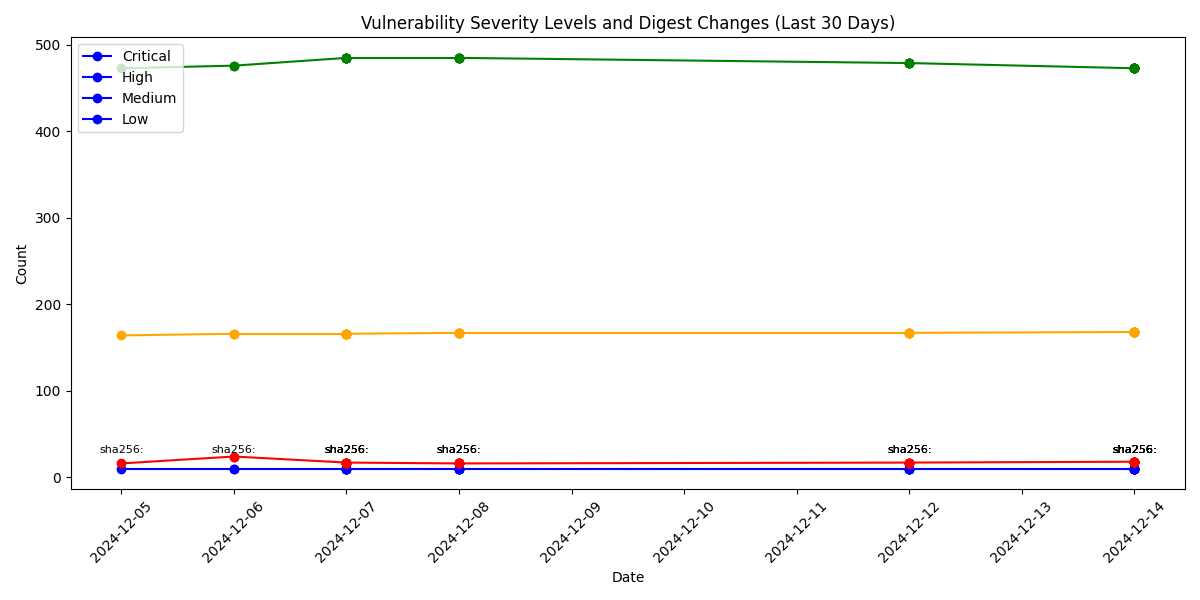 Vulnerability Severity Levels and Digest Changes (Last 30 Days)
500
400
300
200
100
0
Count
Critical
High
Medium
Low
sha256:
sha256:
sha256:
sha256:
sha256:
sha256:
2024-12-05
2024-12-06
2024-12-07
2024-12-08
2024-12-09
2024-12-10
2024-12-11
2024-12-12
2024-12-13
2024-12-14
Date